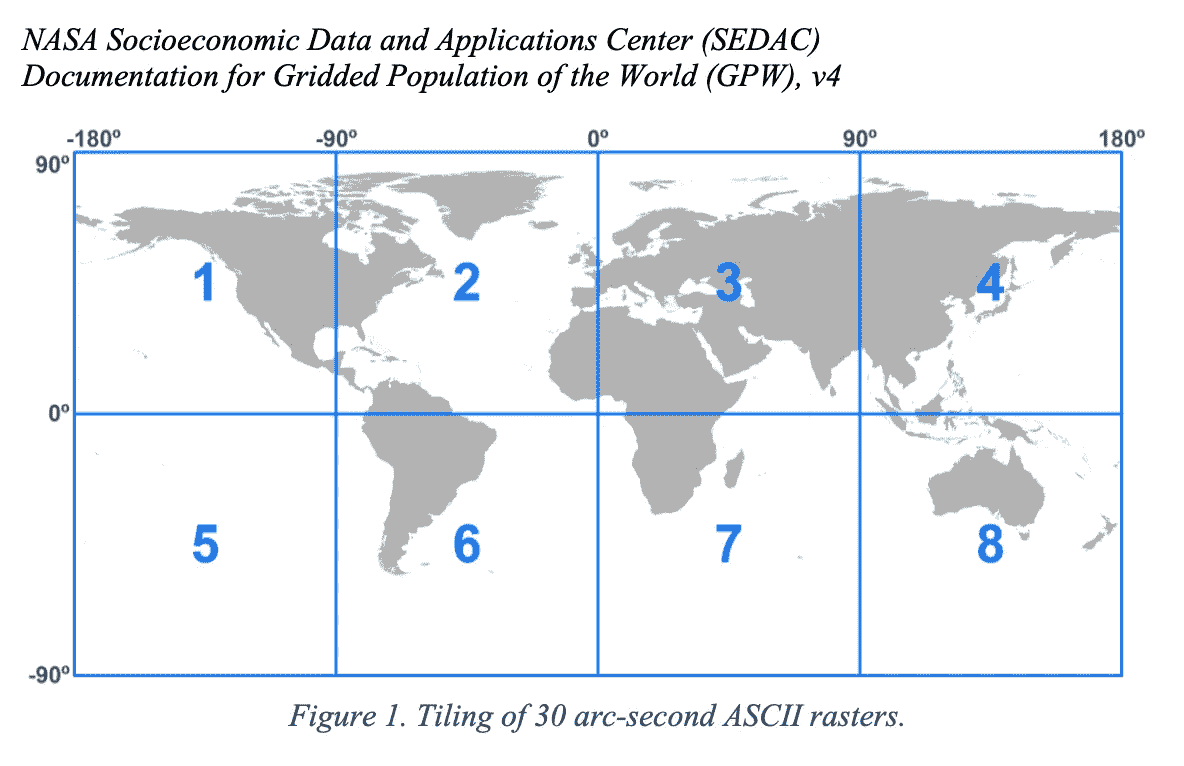 NASA Socioeconomic Data and Applications Center (SEDAC)
Documentation for Gridded Population of the World (GPW), v4
-180º -90º 0º 90º 180º
90º
1 2 3 4
0º
5 6 7 8
-90º
Figure 1. Tiling of 30 arc-second ASCII rasters.